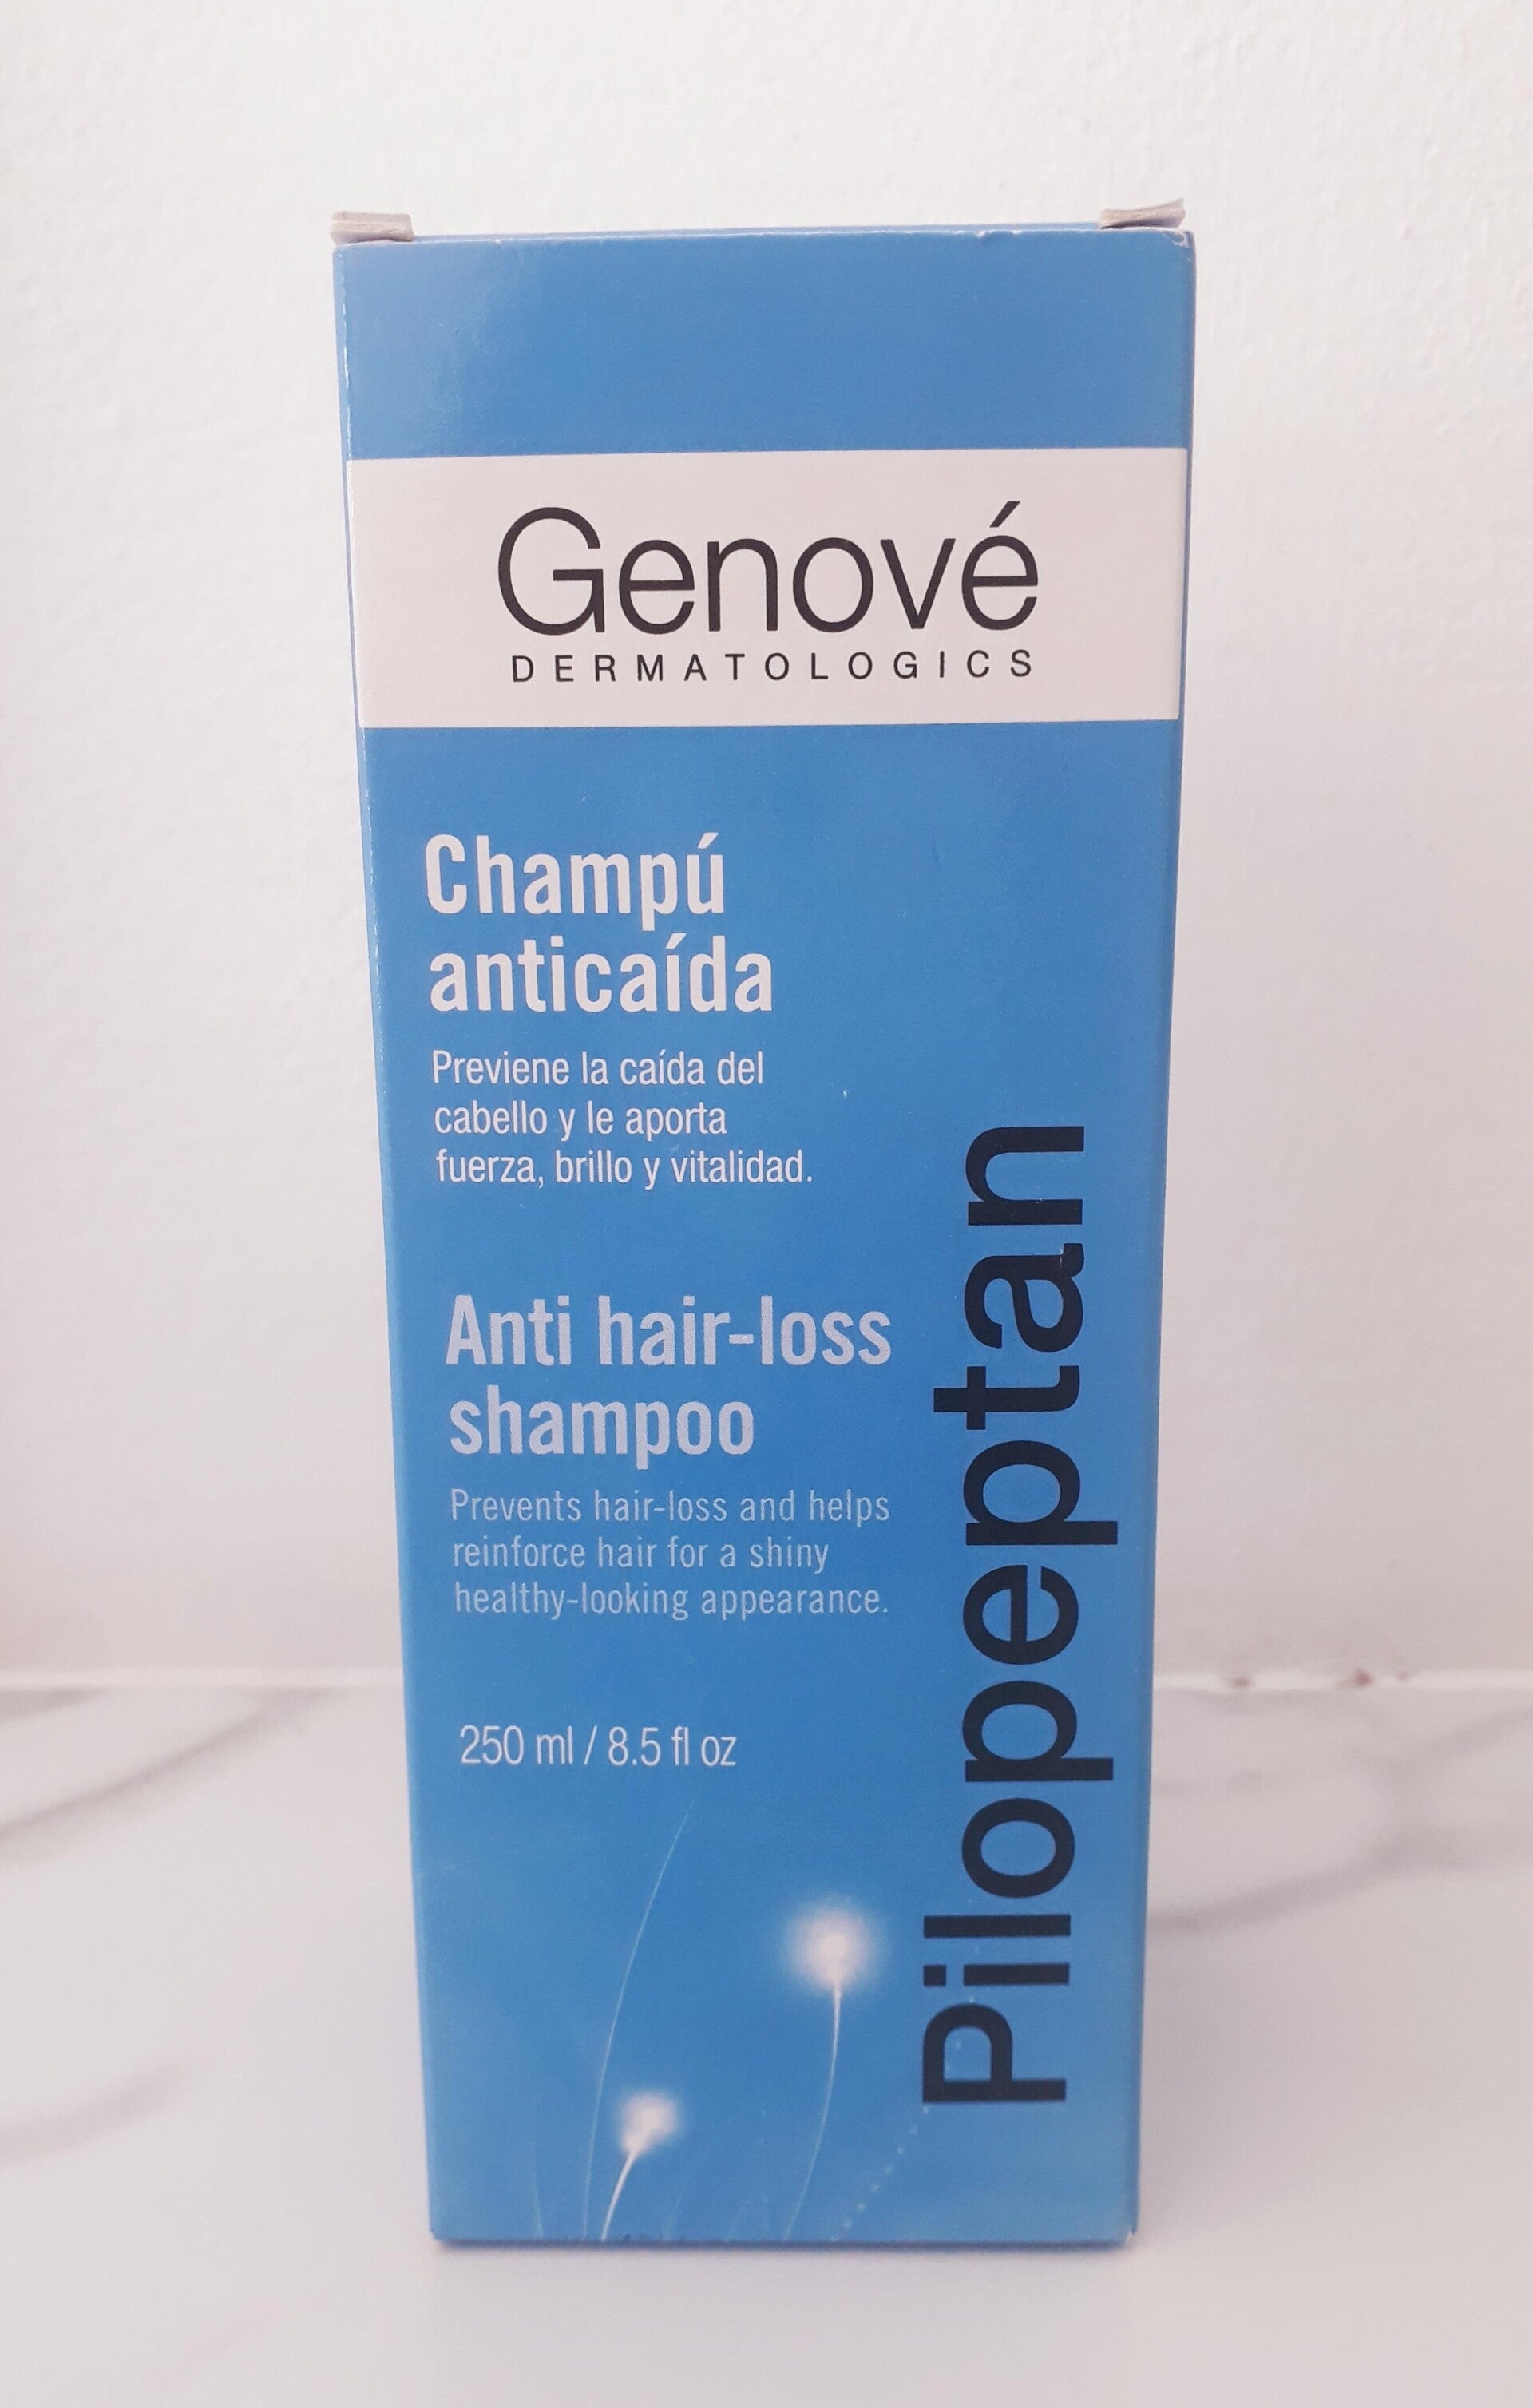 Genové
DERMATOLOGICS
Champú
anticaída
Previene la caída del
cabello y le aporta
fuerza, brillo y vitalidad.
Anti hair-loss
shampoo
Prevents hair-loss and helps
reinforce hair for a shiny
healthy-looking appearance.
250 ml / 8.5 fl oz
Pilopeptan